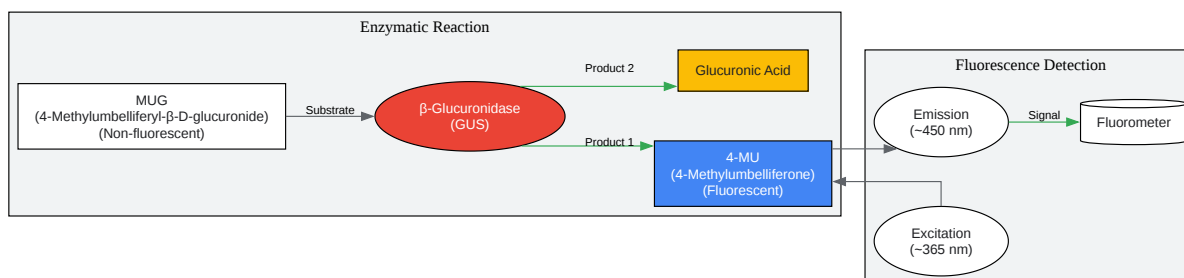 Enzymatic Reaction
MUG
(4-Methylumbelliferyl-β-D-glucuronide)
(Non-fluorescent)
Substrate
β-Glucuronidase
(GUS)
Product 2
Glucuronic Acid
Product 1
4-MU
(4-Methylumbelliferone)
(Fluorescent)
Fluorescence Detection
Emission
(~450 nm)
Signal
Fluorometer
Excitation
(~365 nm)